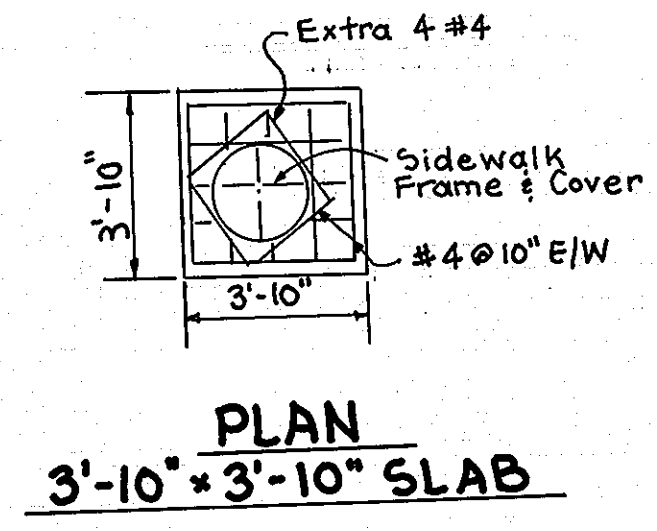 Extra 4 #4
3'-10"
Sidewalk
Frame & Cover
#4@10" E/W
3'-10"
PLAN
3'-10" x 3'-10" SLAB